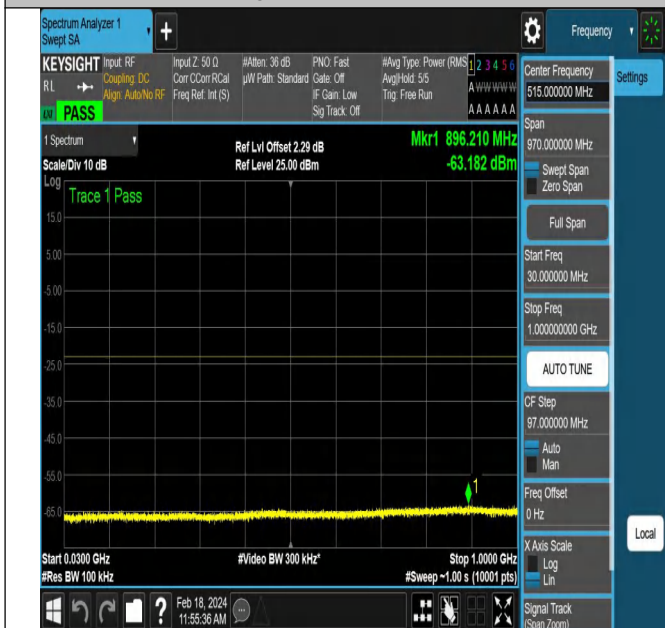 Spectrum Analyzer 1
Swept SA
+
Frequency
KEYSIGHT
RL
PASS
Input: RF
Coupling: DC
Align: Auto/No RF
Input Z: 50 Ω
Corr CCorr RCal
Freq Ref: Int (S)
#Atten: 36 dB
µW Path: Standard
PNO: Fast
Gate: Off
IF Gain: Low
Sig Track: Off
#Avg Type: Power (RMS
Avg|Hold: 5/5
Trig: Free Run
1 2 3 4 5 6
A W W W W W
A A A A A A
1 Spectrum
Scale/Div 10 dB
Ref Lvl Offset 2.29 dB
Ref Level 25.00 dBm
Mkr1 896.210 MHz
-63.182 dBm
Log
Trace 1 Pass
15.0
5.00
-5.00
-15.0
-25.0
-35.0
-45.0
-55.0
-65.0
1
Start 0.0300 GHz
#Res BW 100 kHz
#Video BW 300 kHz*
Stop 1.0000 GHz
#Sweep ~1.00 s (10001 pts)
Feb 18, 2024
11:55:36 AM
Center Frequency
515.000000 MHz
Span
970.000000 MHz
Swept Span
Zero Span
Full Span
Start Freq
30.000000 MHz
Stop Freq
1.000000000 GHz
AUTO TUNE
CF Step
97.000000 MHz
Auto
Man
Freq Offset
0 Hz
X Axis Scale
Log
Lin
Signal Track
(Span Zoom)
Settings
Local